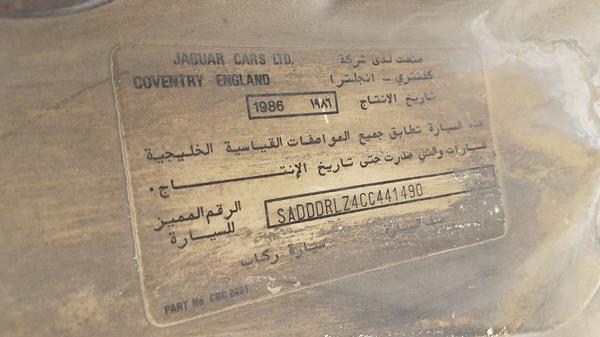 JAGUAR CARS LTD. صنعت لدى شركة
COVENTRY ENGLAND كفنتري - انجلترا
1986 ١٩٨٦ تاريخ الانتاج
هذه السيارة تطابق جميع المواصفات القياسية الخليجية
للسيارات والتي صدرت حتى تاريخ الإنتـــاج.
الرقم المميز
للسيارة
SADDDRLZ4CC441490
سيارة ركاب
PART No.